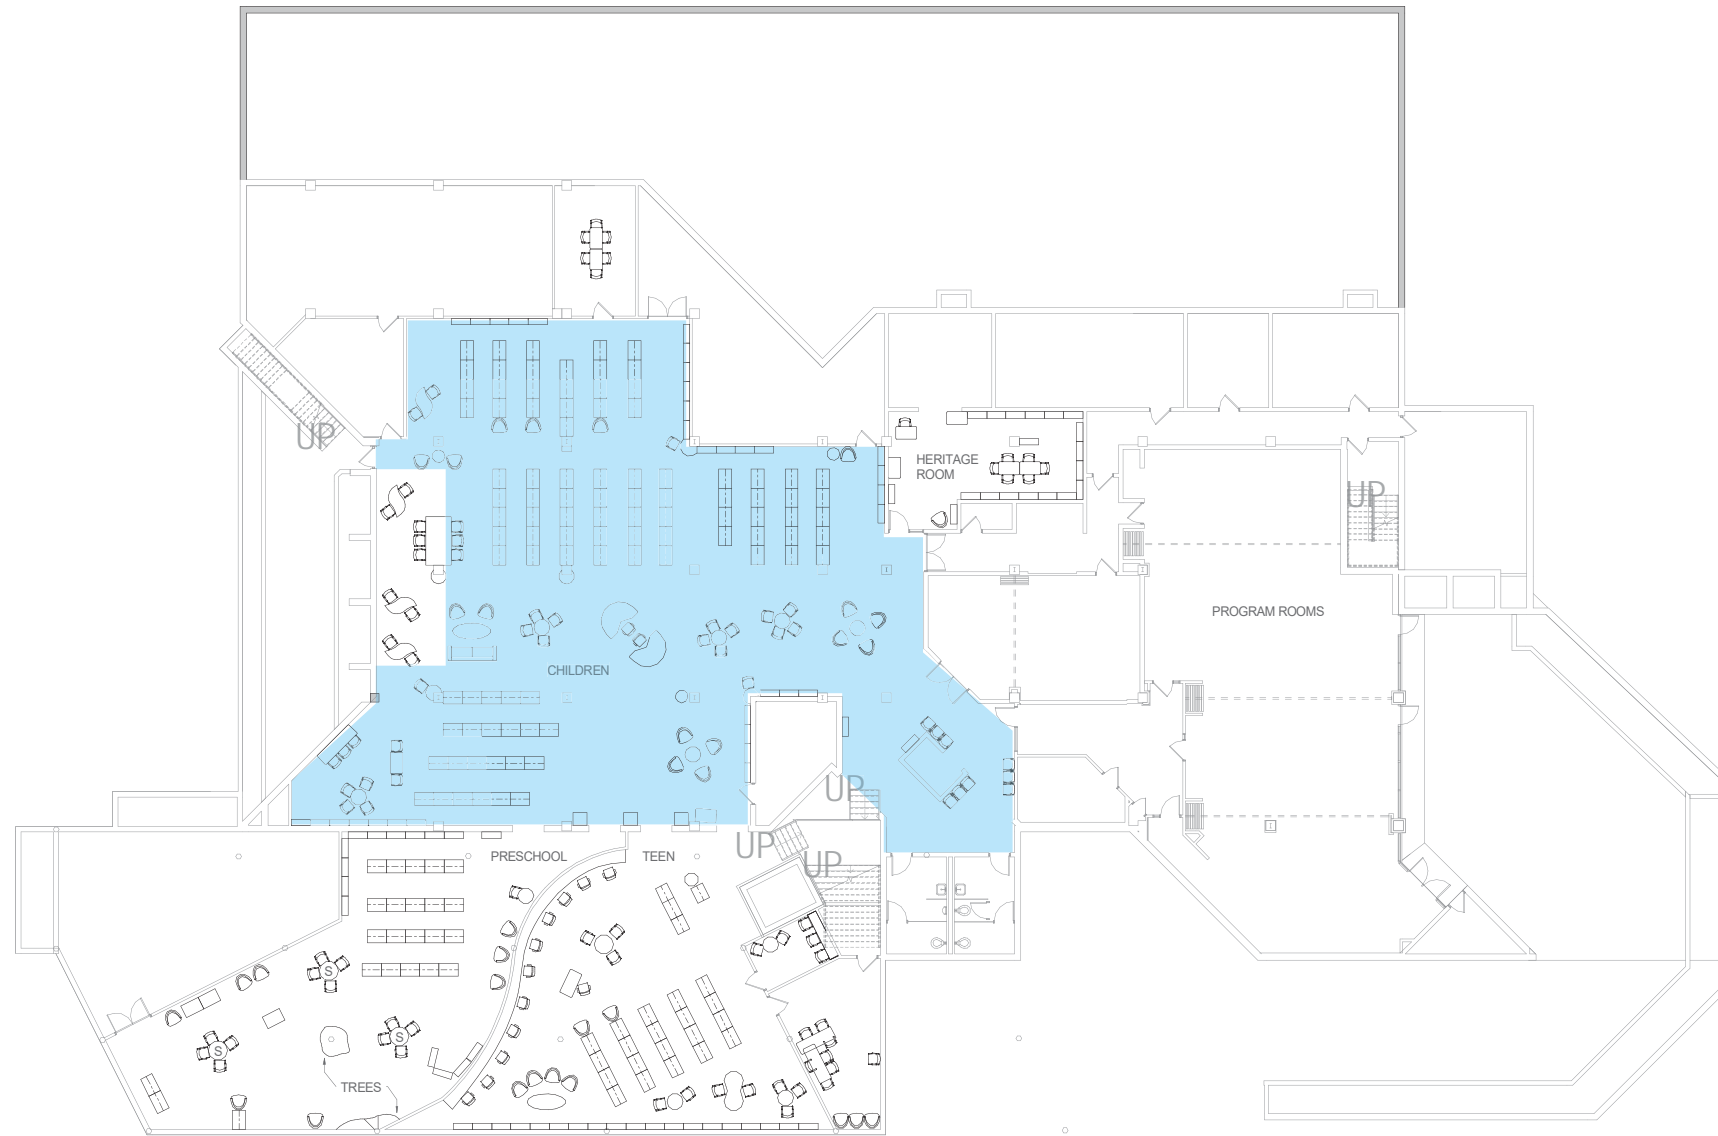 UP
HERITAGE
ROOM
UP
PROGRAM ROOMS
CHILDREN
UP
UP
UP
PRESCHOOL
TEEN
S
S
S
TREES